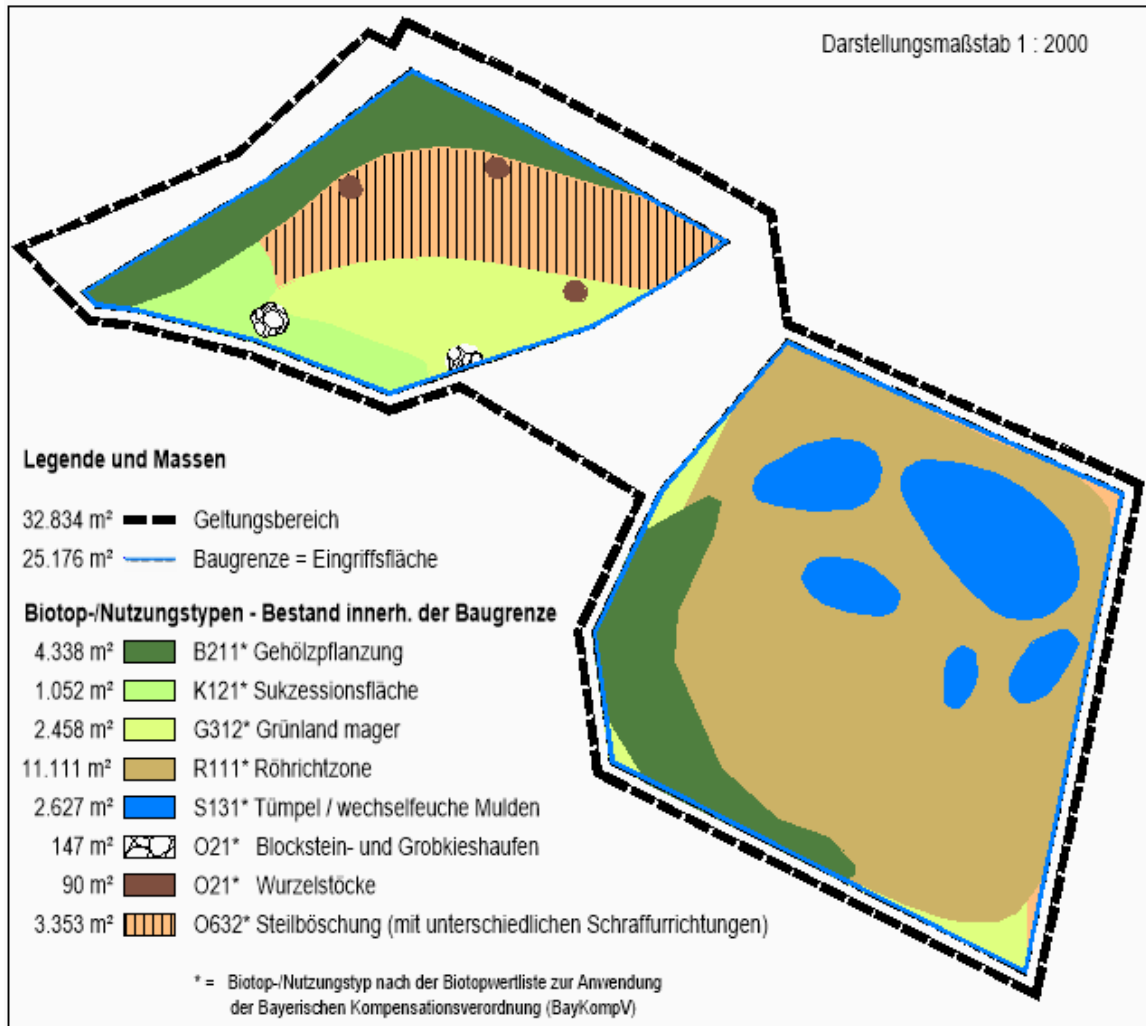 Darstellungsmaßstab 1 : 2000
Legende und Massen
32.834 m² Geltungsbereich
25.176 m² Baugrenze = Eingriffsfläche
Biotop-/Nutzungstypen - Bestand innerh. der Baugrenze
4.338 m² B211* Gehölzpflanzung
1.052 m² K121* Sukzessionsfläche
2.458 m² G312* Grünland mager
11.111 m² R111* Röhrichtzone
2.627 m² S131* Tümpel / wechselfeuche Mulden
147 m² O21* Blockstein- und Grobkieshaufen
90 m² O21* Wurzelstöcke
3.353 m² O632* Steilböschung (mit unterschiedlichen Schraffurrichtungen)
* = Biotop-/Nutzungstyp nach der Biotopwertliste zur Anwendung
der Bayerischen Kompensationsverordnung (BayKompV)